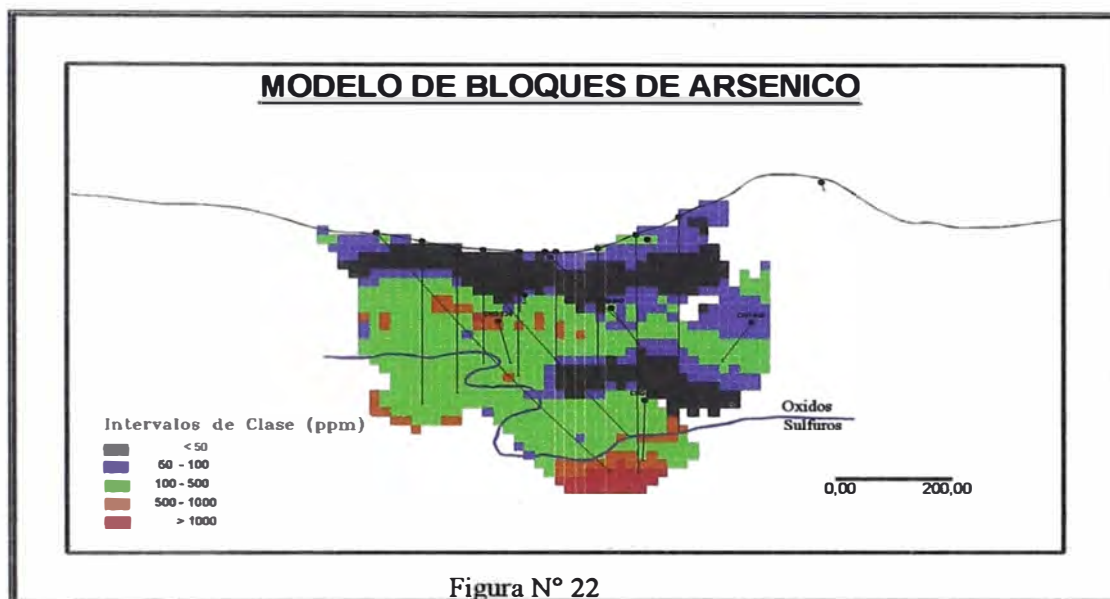 MODELO DE BLOQUES DE ARSENICO
Oxidos
Sulfuros
Intervalos de Clase (ppm)
< 50
60 - 100
100 - 500
500 - 1000
> 1000
0,00 200,00
Figura N° 22